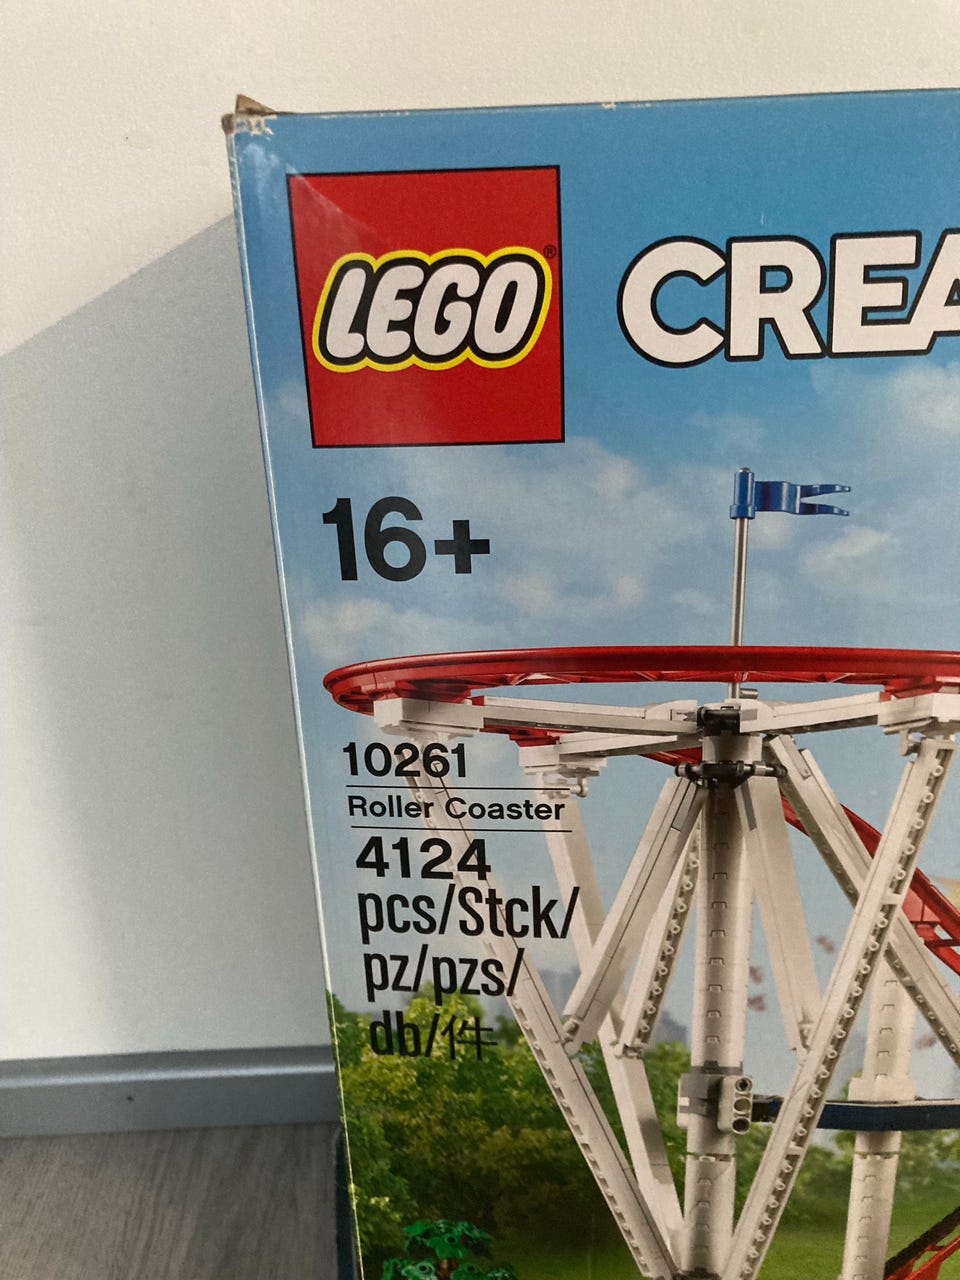 LEGO®
CREA
16+
10261
Roller Coaster
4124
pcs/Stck/
pz/pzs/
db/件